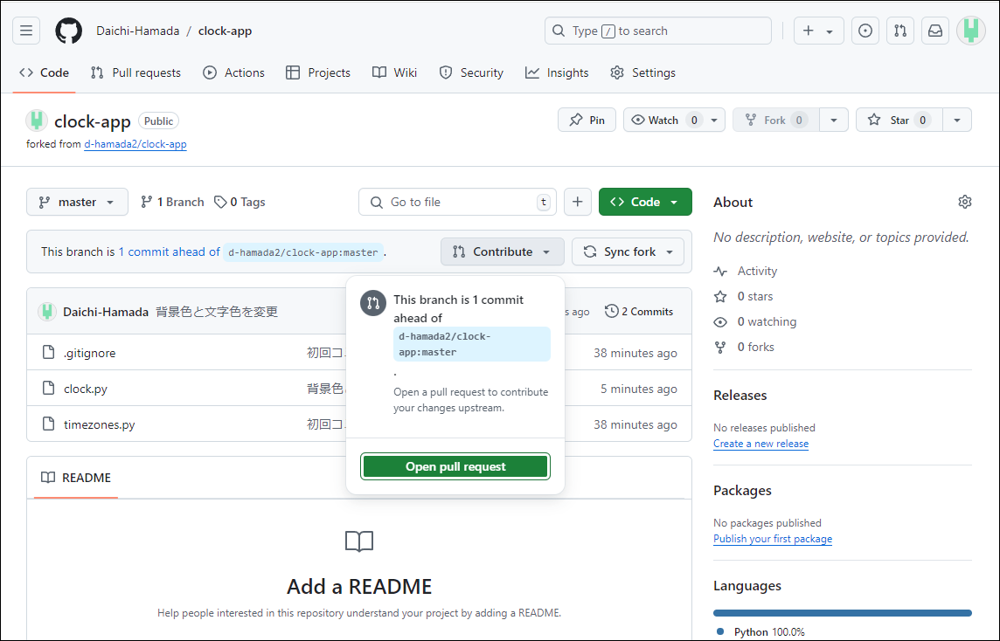 Daichi-Hamada / clock-app
Type / to search
Code Pull requests Actions Projects Wiki Security Insights Settings
clock-app Public
forked from d-hamada2/clock-app
Pin Watch 0 Fork 0 Star 0
master 1 Branch 0 Tags Go to file t Code
This branch is 1 commit ahead of d-hamada2/clock-app:master .
Contribute Sync fork
Daichi-Hamada 背景色と文字色を変更 s ago 2 Commits
.gitignore 初回コ 38 minutes ago
clock.py 背景色 5 minutes ago
timezones.py 初回コ 38 minutes ago
This branch is 1 commit
ahead of
d-hamada2/clock-
app:master
.
Open a pull request to contribute
your changes upstream.
Open pull request
README
Add a README
Help people interested in this repository understand your project by adding a README.
About
No description, website, or topics provided.
Activity
0 stars
0 watching
0 forks
Releases
No releases published
Create a new release
Packages
No packages published
Publish your first package
Languages
Python 100.0%